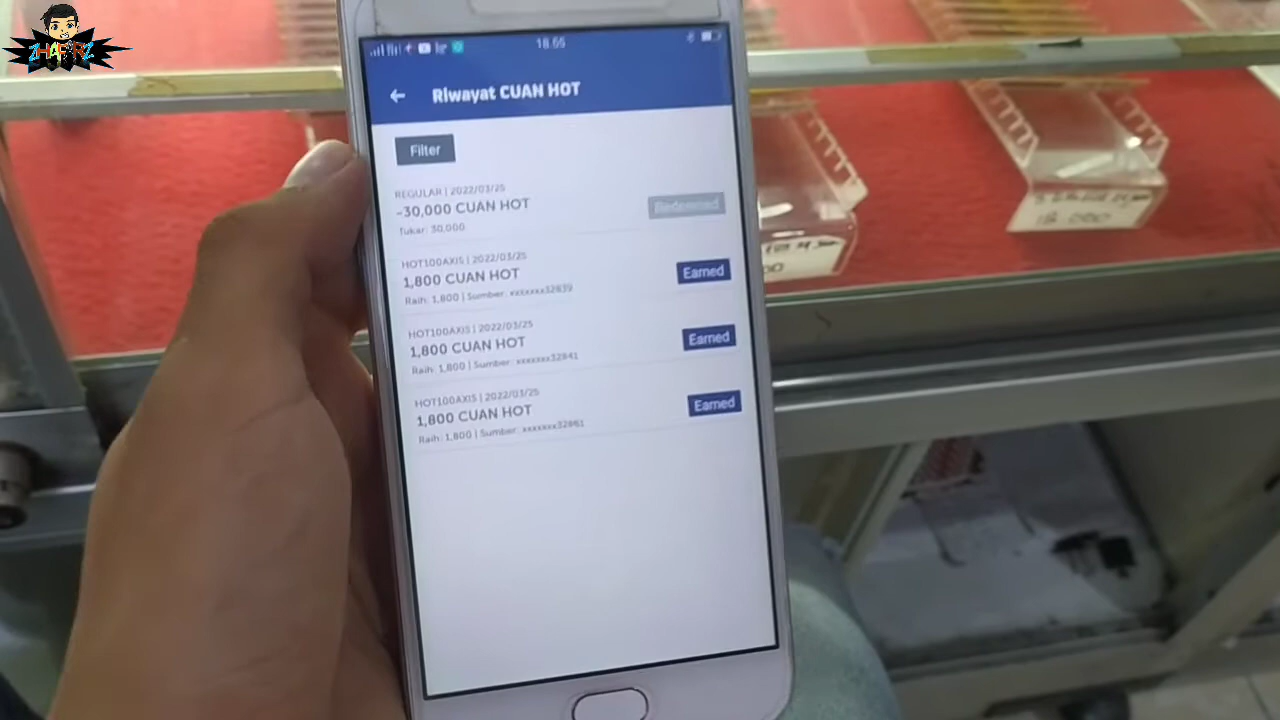 ZHAFIRZ
18.55
Riwayat CUAN HOT
Filter
REGULAR | 2022/03/25
-30,000 CUAN HOT
Redeemed
Tukar: 30,000
HOT100AXIS | 2022/03/25
1,800 CUAN HOT
Earned
Raih: 1,800 | Sumber: xxxxxxx32839
HOT100AXIS | 2022/03/25
1,800 CUAN HOT
Earned
Raih: 1,800 | Sumber: xxxxxxx32841
HOT100AXIS | 2022/03/25
1,800 CUAN HOT
Earned
Raih: 1,800 | Sumber: xxxxxxx32861